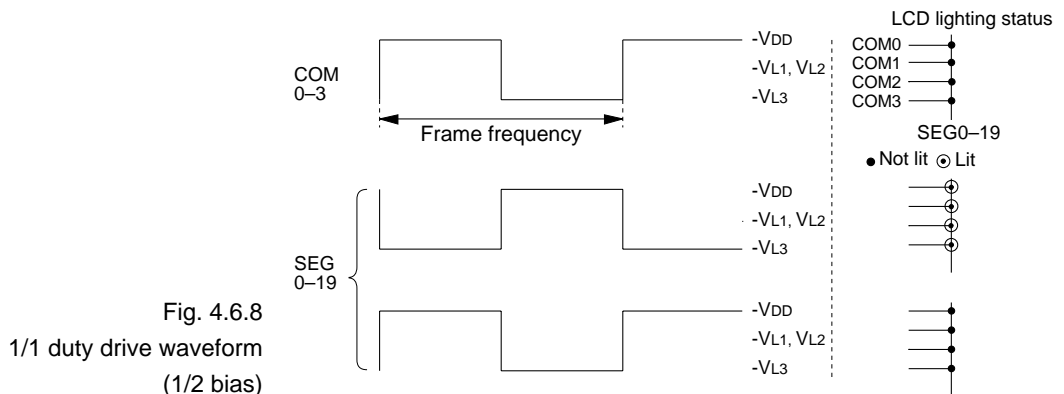 LCD lighting status
COM
0–3
-VDD
-VL1, VL2
-VL3
Frame frequency
COM0
COM1
COM2
COM3
SEG0–19
Not lit
Lit
SEG
0–19
-VDD
-VL1, VL2
-VL3
-VDD
-VL1, VL2
-VL3
Fig. 4.6.8
1/1 duty drive waveform
(1/2 bias)